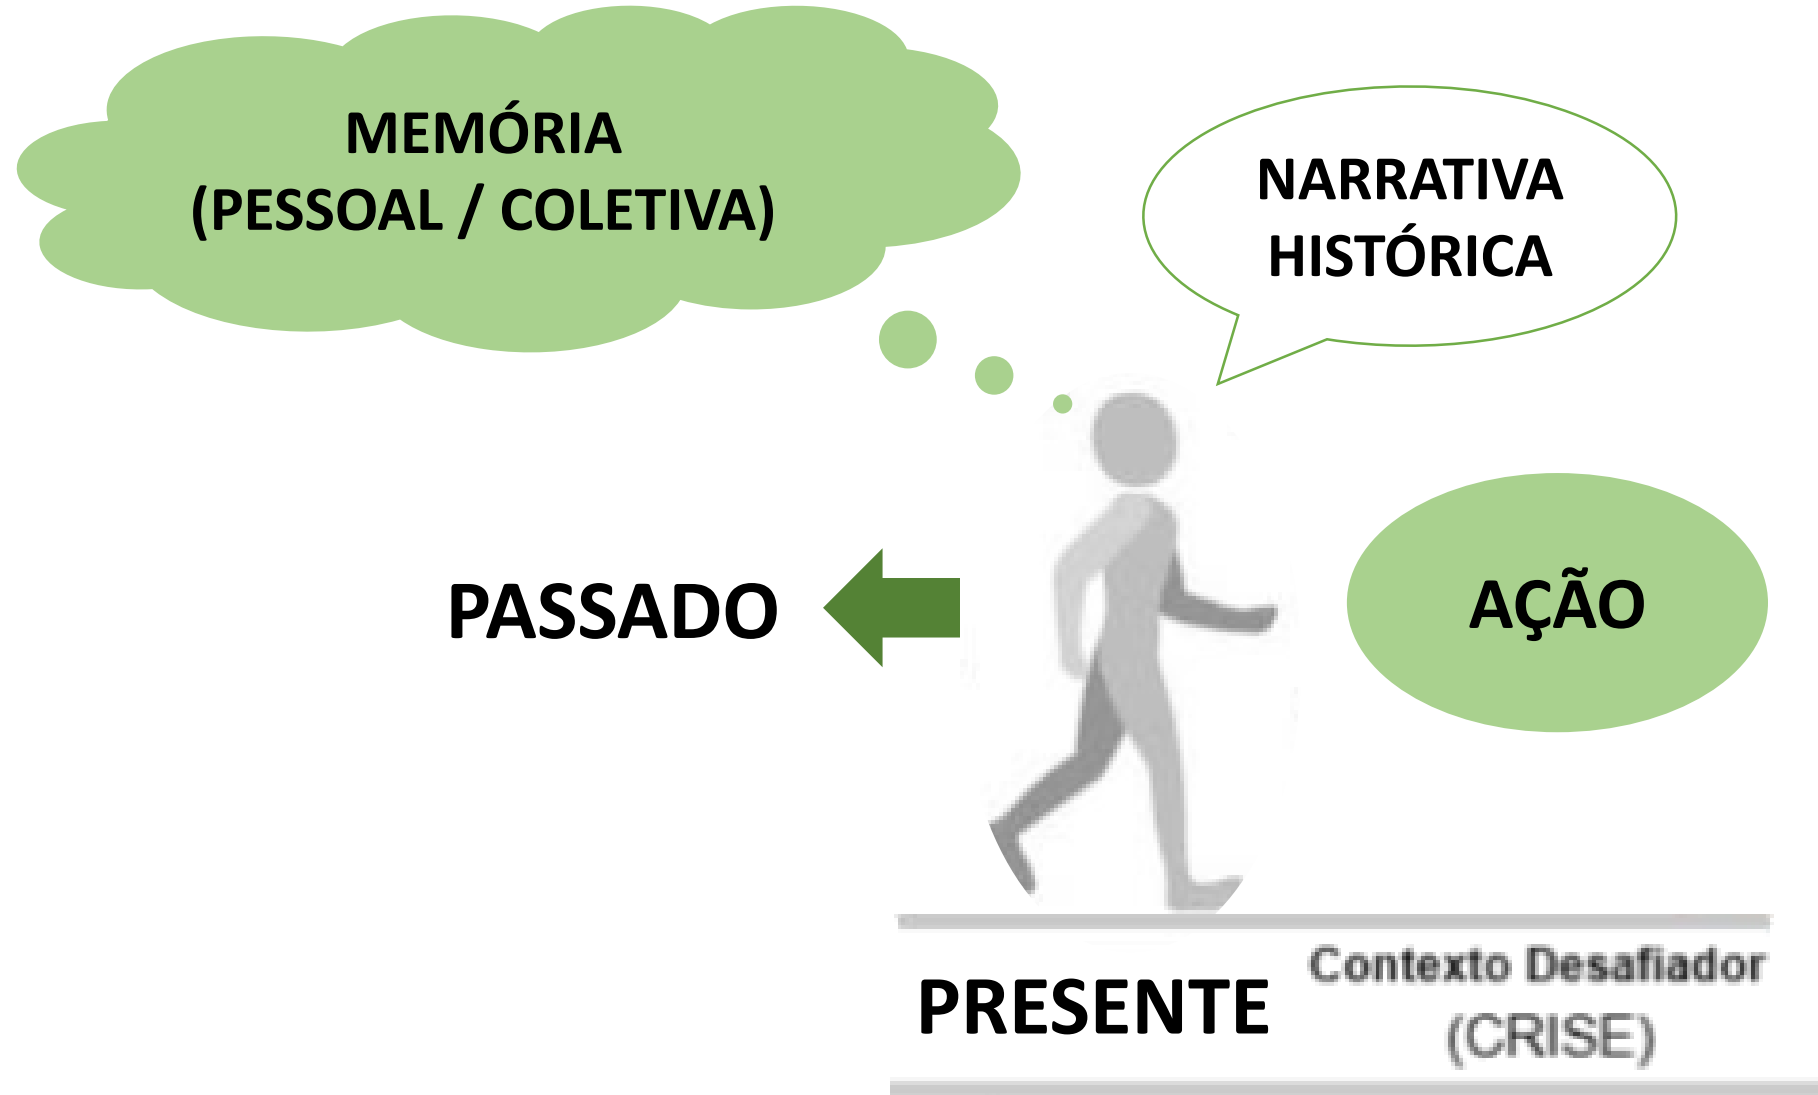 MEMÓRIA
(PESSOAL / COLETIVA)
NARRATIVA
HISTÓRICA
PASSADO
AÇÃO
PRESENTE
Contexto Desafiador
(CRISE)